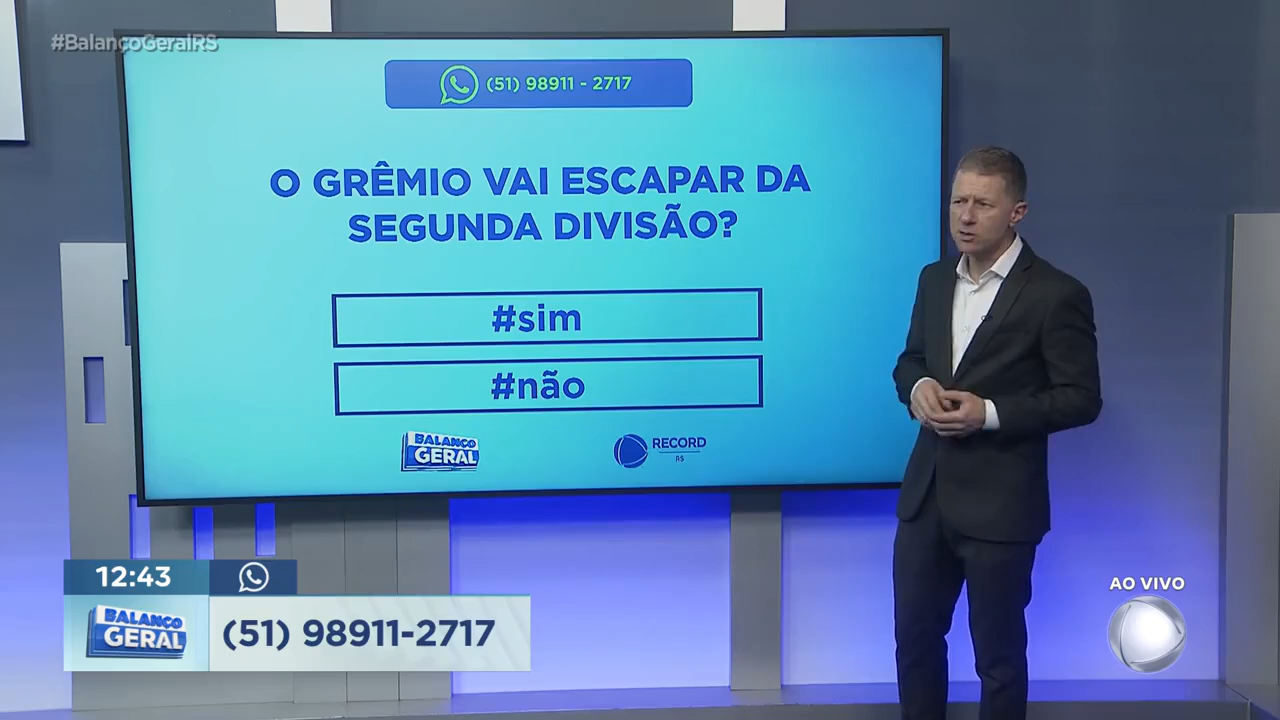 #BalançoGeralRS
(51) 98911 - 2717
O GRÊMIO VAI ESCAPAR DA
SEGUNDA DIVISÃO?
#sim
#não
BALANÇO
GERAL
RECORD
RS
12:43
BALANÇO
GERAL
(51) 98911-2717
AO VIVO